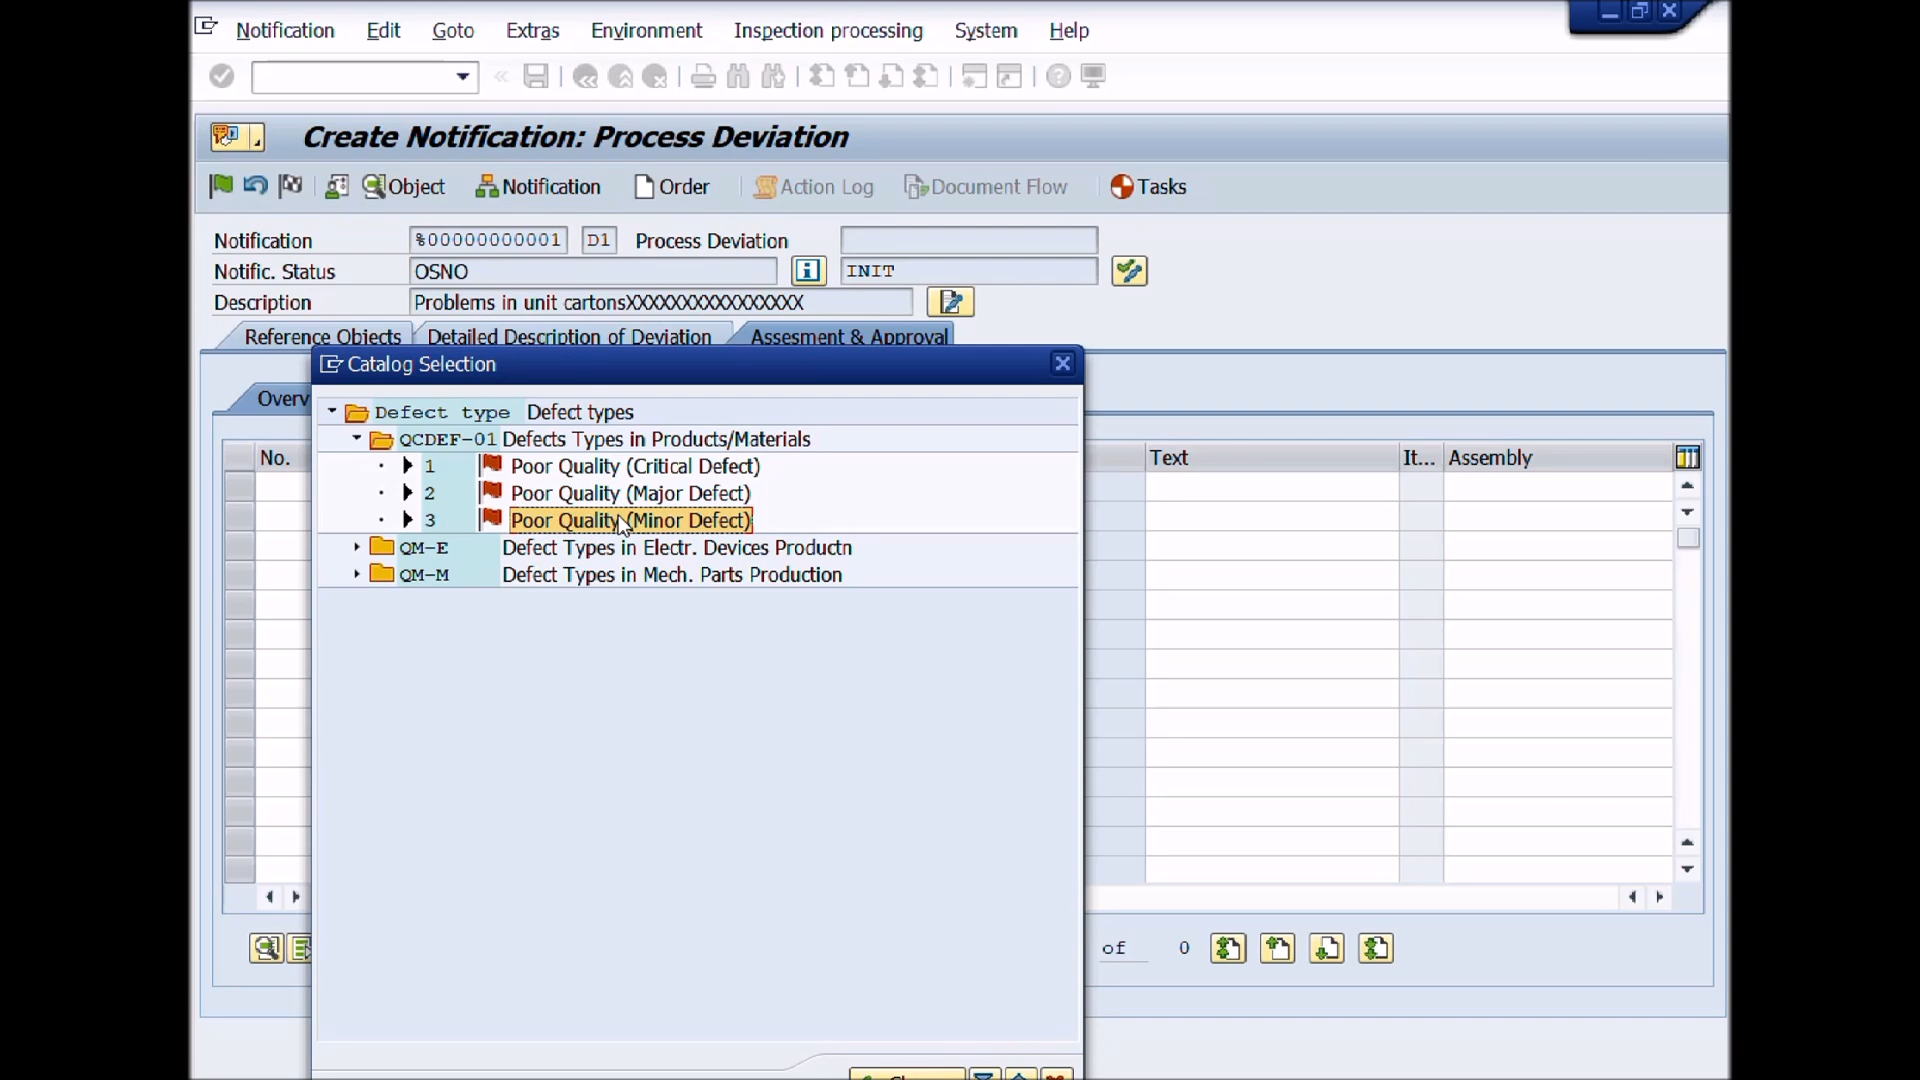 Notification Edit Goto Extras Environment Inspection processing System Help
Create Notification: Process Deviation
Object Notification Order Action Log Document Flow Tasks
Notification %00000000001 D1 Process Deviation
Notific. Status OSNO INIT
Description Problems in unit cartonsXXXXXXXXXXXXXXXX
Reference Objects Detailed Description of Deviation Assesment & Approval
Catalog Selection
Overv
Defect type Defect types
QCDEF-01 Defects Types in Products/Materials
No. Text It... Assembly
1 Poor Quality (Critical Defect)
2 Poor Quality (Major Defect)
3 Poor Quality (Minor Defect)
QM-E Defect Types in Electr. Devices Productn
QM-M Defect Types in Mech. Parts Production
of 0